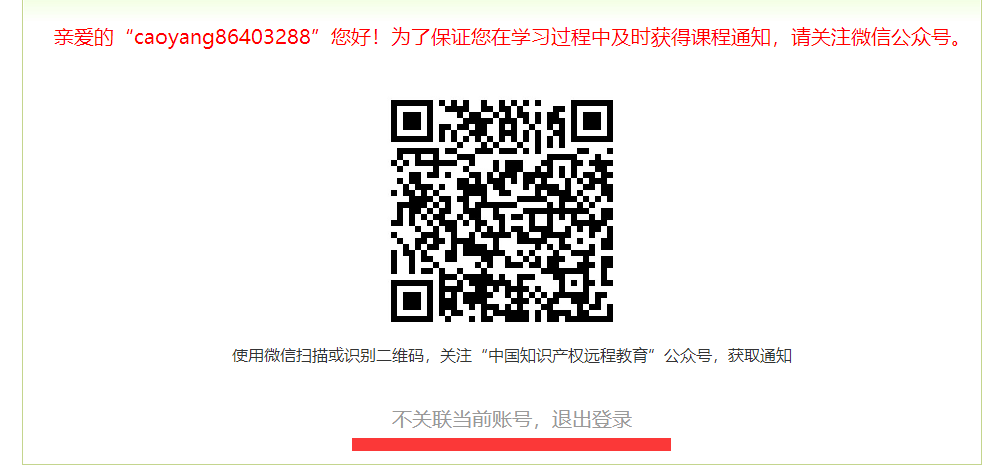 亲爱的“caoyang86403288”您好！为了保证您在学习过程中及时获得课程通知，请关注微信公众号。
使用微信扫描或识别二维码，关注“中国知识产权远程教育”公众号，获取通知
不关联当前账号，退出登录